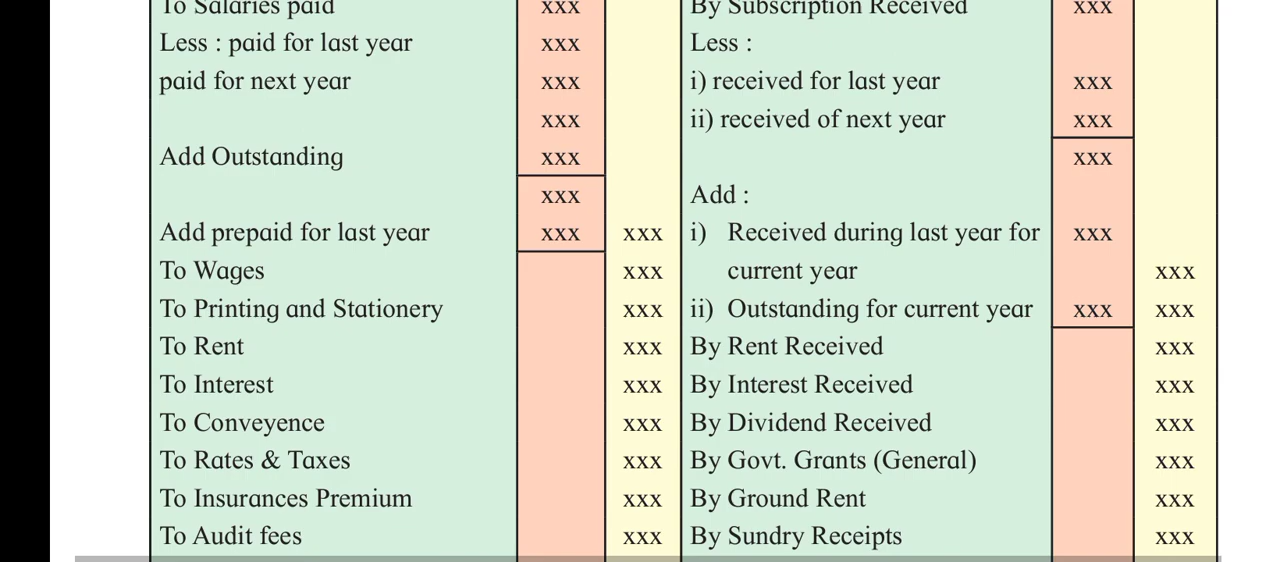 To Salaries paid xxx By Subscription Received xxx
Less : paid for last year xxx Less :
paid for next year xxx i) received for last year xxx
xxx ii) received of next year xxx
Add Outstanding xxx xxx
xxx Add :
Add prepaid for last year xxx xxx i) Received during last year for xxx
To Wages xxx current year xxx
To Printing and Stationery xxx ii) Outstanding for current year xxx xxx
To Rent xxx By Rent Received xxx
To Interest xxx By Interest Received xxx
To Conveyence xxx By Dividend Received xxx
To Rates & Taxes xxx By Govt. Grants (General) xxx
To Insurances Premium xxx By Ground Rent xxx
To Audit fees xxx By Sundry Receipts xxx